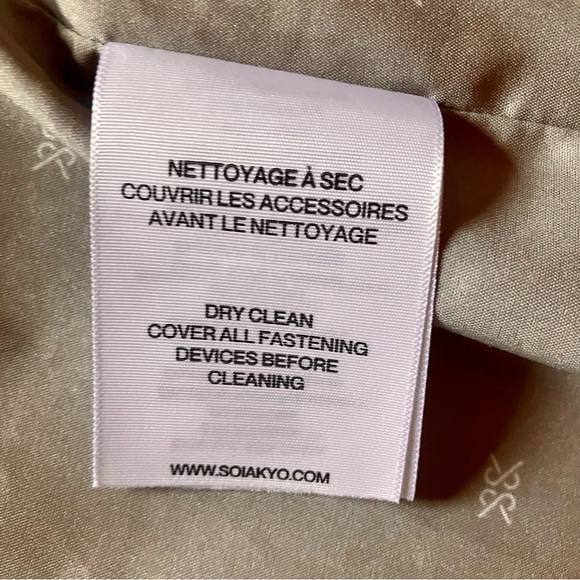 NETTOYAGE À SEC
COUVRIR LES ACCESSOIRES
AVANT LE NETTOYAGE
DRY CLEAN
COVER ALL FASTENING
DEVICES BEFORE
CLEANING
WWW.SOIAKYO.COM